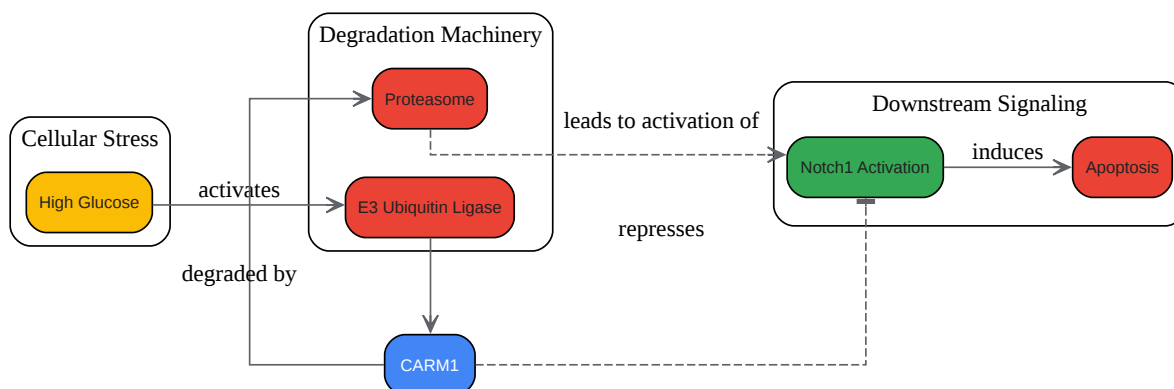 Degradation Machinery
Proteasome
leads to activation of
Downstream Signaling
Cellular Stress
Notch1 Activation
induces
Apoptosis
High Glucose
activates
E3 Ubiquitin Ligase
represses
degraded by
CARM1